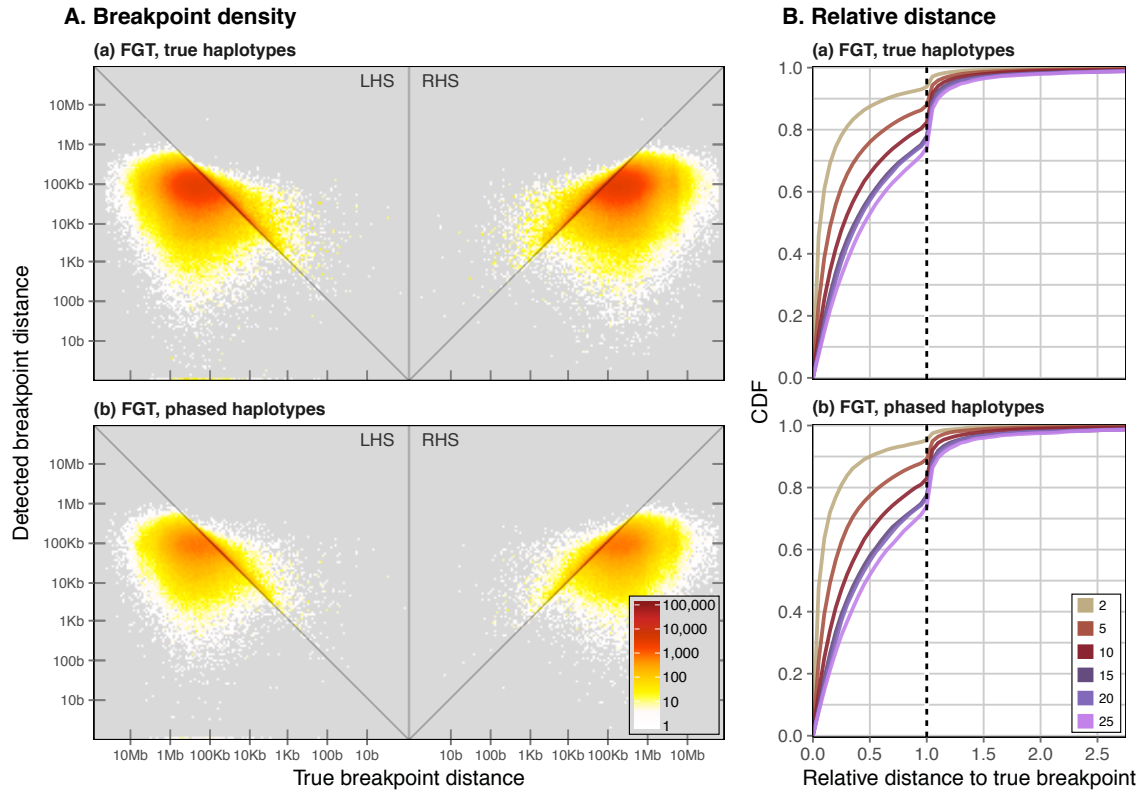 A. Breakpoint density
(a) FGT, true haplotypes
LHS RHS
10Mb
1Mb
100Kb
10Kb
1Kb
100b
10b
(b) FGT, phased haplotypes
LHS RHS
10Mb
1Mb
100Kb
10Kb
1Kb
100b
10b
100,000
10,000
1,000
100
10
1
10Mb 1Mb 100Kb 10Kb 1Kb 100b 10b 10b 100b 1Kb 10Kb 100Kb 1Mb 10Mb
True breakpoint distance
Detected breakpoint distance
B. Relative distance
(a) FGT, true haplotypes
1.0
0.8
0.6
0.4
0.2
0.0
(b) FGT, phased haplotypes
1.0
0.8
0.6
0.4
0.2
0.0
2
5
10
15
20
25
0.0 0.5 1.0 1.5 2.0 2.5
Relative distance to true breakpoint
CDF